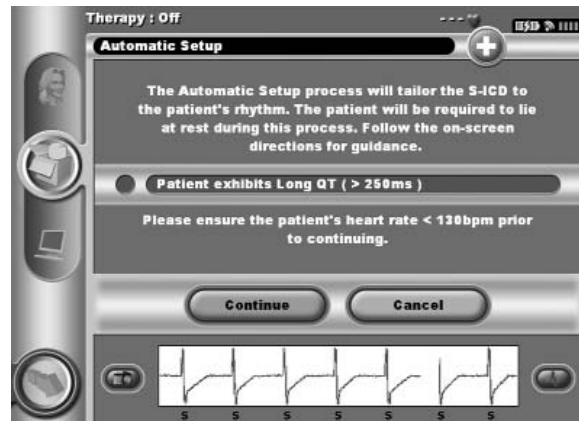 Therapy : Off
- - -
Automatic Setup
The Automatic Setup process will tailor the S-ICD to
the patient's rhythm. The patient will be required to lie
at rest during this process. Follow the on-screen
directions for guidance.
Patient exhibits Long QT ( > 250ms )
Please ensure the patient's heart rate < 130bpm prior
to continuing.
Continue Cancel
S S S S S S S